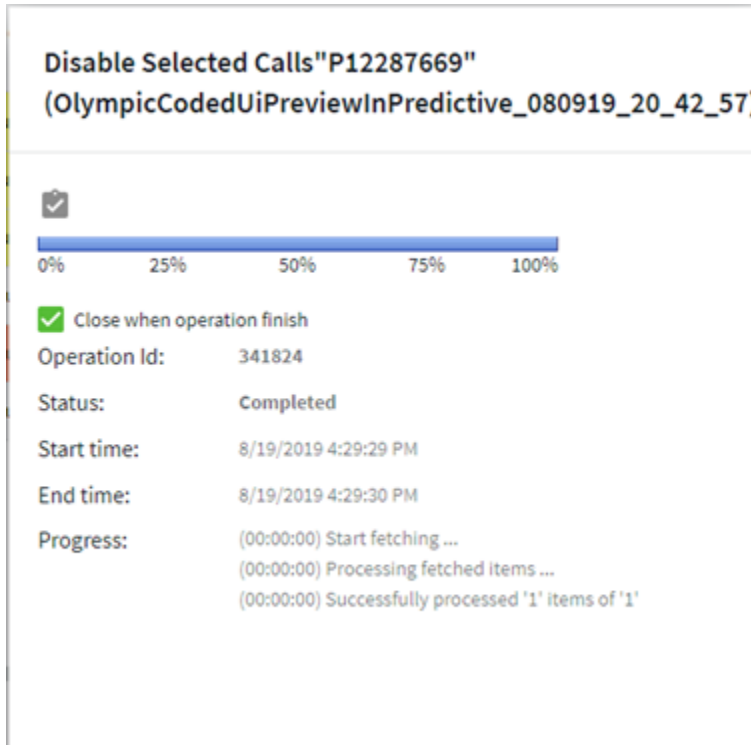 Disable Selected Calls"P12287669"
(OlympicCodedUiPreviewInPredictive_080919_20_42_57)
0% 25% 50% 75% 100%
Close when operation finish
Operation Id: 341824
Status: Completed
Start time: 8/19/2019 4:29:29 PM
End time: 8/19/2019 4:29:30 PM
Progress: (00:00:00) Start fetching ...
(00:00:00) Processing fetched items ...
(00:00:00) Successfully processed '1' items of '1'